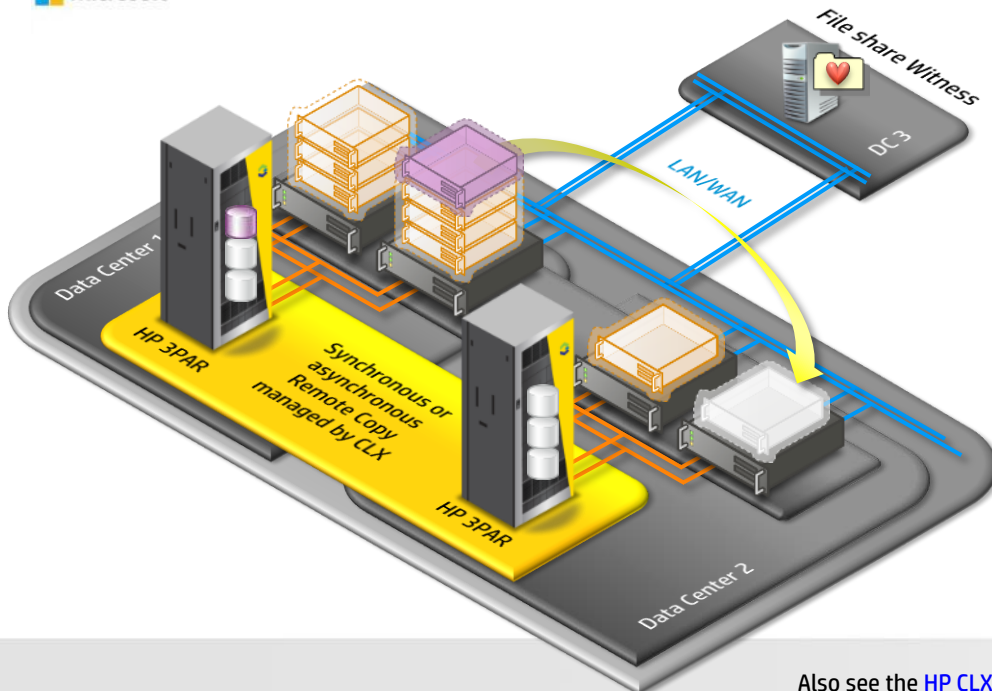 File share Witness
DC 3
LAN/WAN
Data Center 1
HP 3PAR
Synchronous or
asynchronous
Remote Copy
managed by CLX
HP 3PAR
Data Center 2
Also see the HP CLX